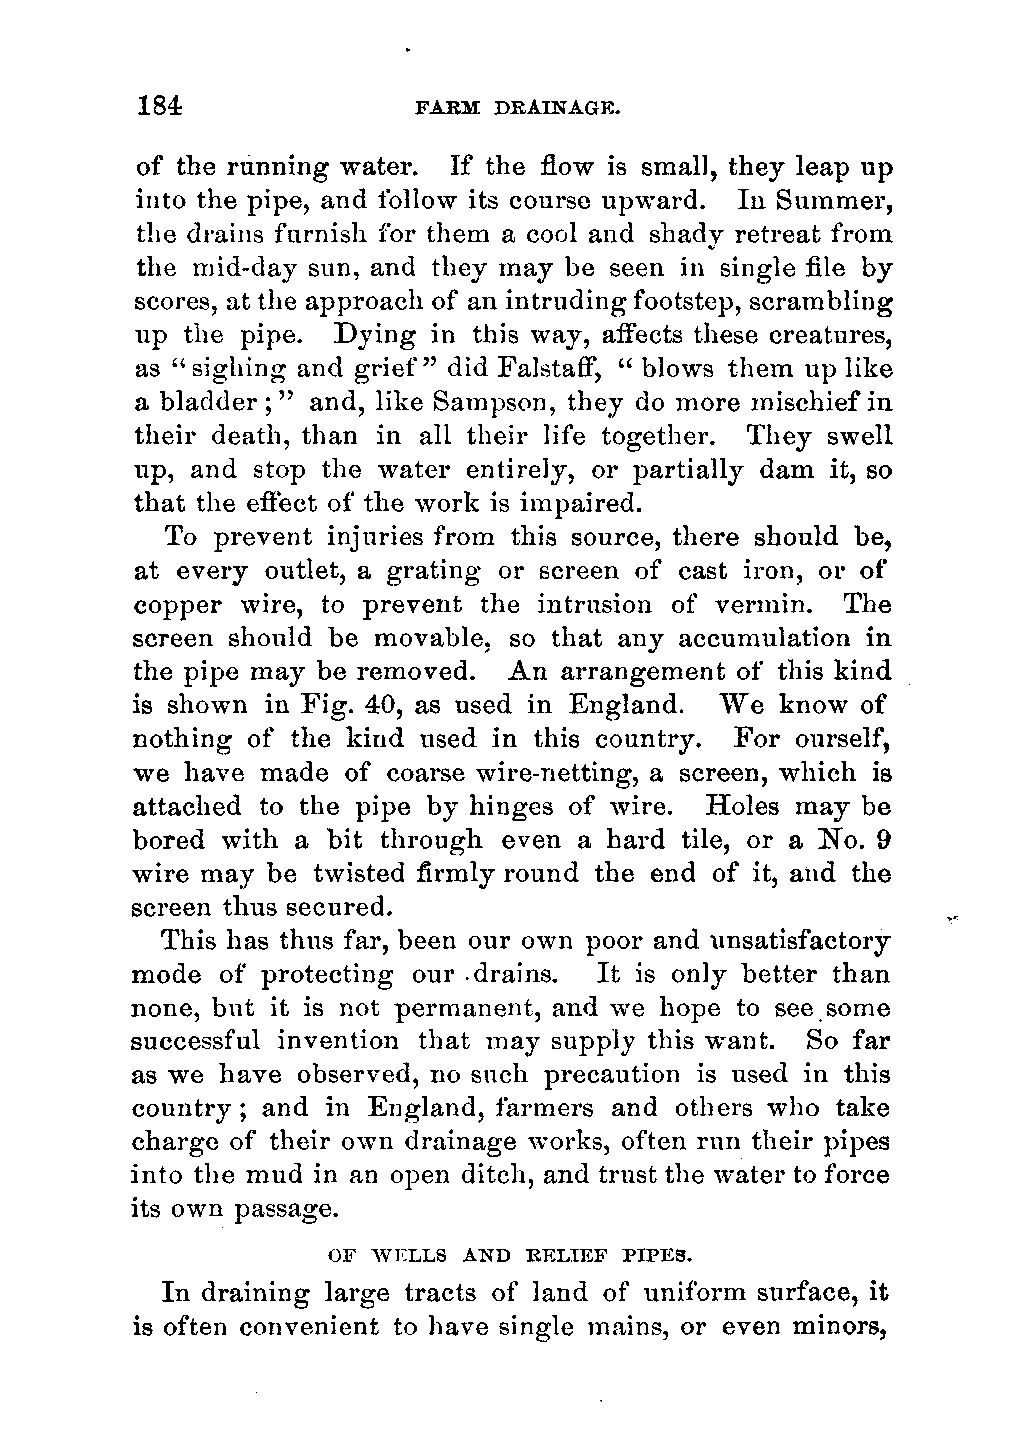 184 FARM DRAINAGE.
of the running water. If the flow is small, they leap up
into the pipe, and follow its course upward. In Summer,
the drains furnish for them a cool and shady retreat from
the mid-day sun, and they may be seen in single file by
scores, at the approach of an intruding footstep, scrambling
up the pipe. Dying in this way, affects these creatures,
as “sighing and grief” did Falstaff, “blows them up like
a bladder;” and, like Sampson, they do more mischief in
their death, than in all their life together. They swell
up, and stop the water entirely, or partially dam it, so
that the effect of the work is impaired.
To prevent injuries from this source, there should be,
at every outlet, a grating or screen of cast iron, or of
copper wire, to prevent the intrusion of vermin. The
screen should be movable, so that any accumulation in
the pipe may be removed. An arrangement of this kind
is shown in Fig. 40, as used in England. We know of
nothing of the kind used in this country. For ourself,
we have made of coarse wire-netting, a screen, which is
attached to the pipe by hinges of wire. Holes may be
bored with a bit through even a hard tile, or a No. 9
wire may be twisted firmly round the end of it, and the
screen thus secured.
This has thus far, been our own poor and unsatisfactory
mode of protecting our drains. It is only better than
none, but it is not permanent, and we hope to see some
successful invention that may supply this want. So far
as we have observed, no such precaution is used in this
country; and in England, farmers and others who take
charge of their own drainage works, often run their pipes
into the mud in an open ditch, and trust the water to force
its own passage.
OF WELLS AND RELIEF PIPES.
In draining large tracts of land of uniform surface, it
is often convenient to have single mains, or even minors,